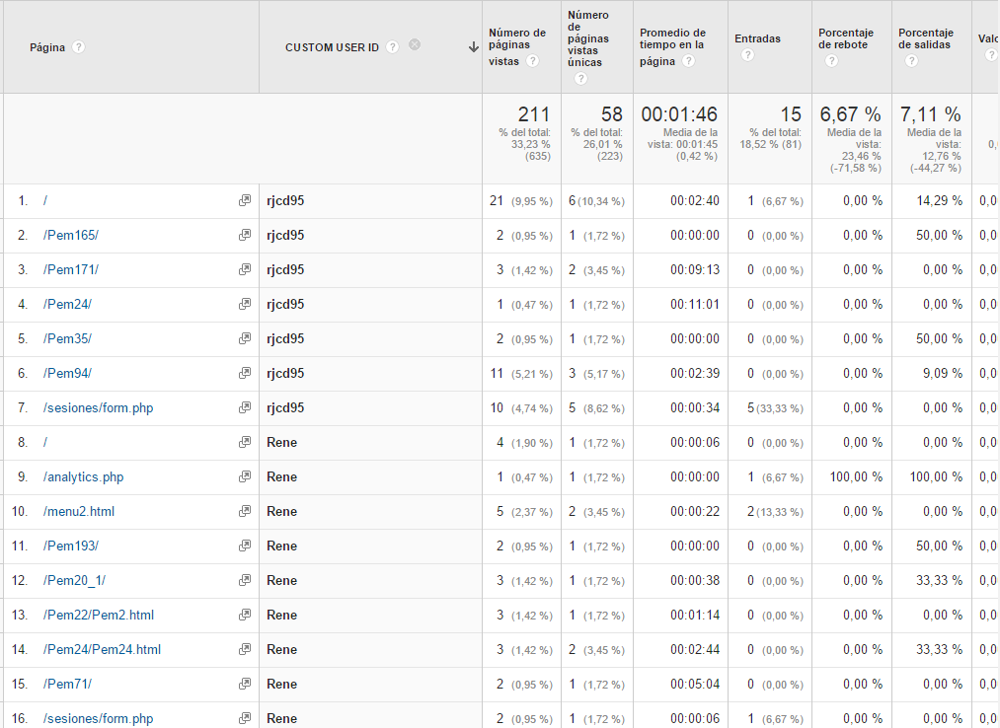 Página ? CUSTOM USER ID ? Número de páginas vistas ? Número de páginas vistas únicas ? Promedio de tiempo en la página ? Entradas ? Porcentaje de rebote ? Porcentaje de salidas ? ?
211 58 00:01:46 15 6,67 % 7,11 %
% del total: 33,23 % (635) % del total: 26,01 % (223) Media de la vista: 00:01:45 (0,42 %) % del total: 18,52 % (81) Media de la vista: 23,46 % (-71,58 %) Media de la vista: 12,76 % (-44,27 %) 0,
1. / rjcd95 21 (9,95 %) 6 (10,34 %) 00:02:40 1 (6,67 %) 0,00 % 14,29 % 0,0
2. /Pem165/ rjcd95 2 (0,95 %) 1 (1,72 %) 00:00:00 0 (0,00 %) 0,00 % 50,00 % 0,0
3. /Pem171/ rjcd95 3 (1,42 %) 2 (3,45 %) 00:09:13 0 (0,00 %) 0,00 % 0,00 % 0,0
4. /Pem24/ rjcd95 1 (0,47 %) 1 (1,72 %) 00:11:01 0 (0,00 %) 0,00 % 0,00 % 0,0
5. /Pem35/ rjcd95 2 (0,95 %) 1 (1,72 %) 00:00:00 0 (0,00 %) 0,00 % 50,00 % 0,0
6. /Pem94/ rjcd95 11 (5,21 %) 3 (5,17 %) 00:02:39 0 (0,00 %) 0,00 % 9,09 % 0,0
7. /sesiones/form.php rjcd95 10 (4,74 %) 5 (8,62 %) 00:00:34 5 (33,33 %) 0,00 % 0,00 % 0,0
8. / Rene 4 (1,90 %) 1 (1,72 %) 00:00:06 0 (0,00 %) 0,00 % 0,00 % 0,0
9. /analytics.php Rene 1 (0,47 %) 1 (1,72 %) 00:00:00 1 (6,67 %) 100,00 % 100,00 % 0,0
10. /menu2.html Rene 5 (2,37 %) 2 (3,45 %) 00:00:22 2 (13,33 %) 0,00 % 0,00 % 0,0
11. /Pem193/ Rene 2 (0,95 %) 1 (1,72 %) 00:00:00 0 (0,00 %) 0,00 % 50,00 % 0,0
12. /Pem20_1/ Rene 3 (1,42 %) 1 (1,72 %) 00:00:38 0 (0,00 %) 0,00 % 33,33 % 0,0
13. /Pem22/Pem2.html Rene 3 (1,42 %) 1 (1,72 %) 00:01:14 0 (0,00 %) 0,00 % 0,00 % 0,0
14. /Pem24/Pem24.html Rene 3 (1,42 %) 2 (3,45 %) 00:02:44 0 (0,00 %) 0,00 % 33,33 % 0,0
15. /Pem71/ Rene 2 (0,95 %) 1 (1,72 %) 00:05:04 0 (0,00 %) 0,00 % 0,00 % 0,0
16. /sesiones/form.php Rene 2 (0,95 %) 1 (1,72 %) 00:00:06 1 (6,67 %) 0,00 % 0,00 % 0,0